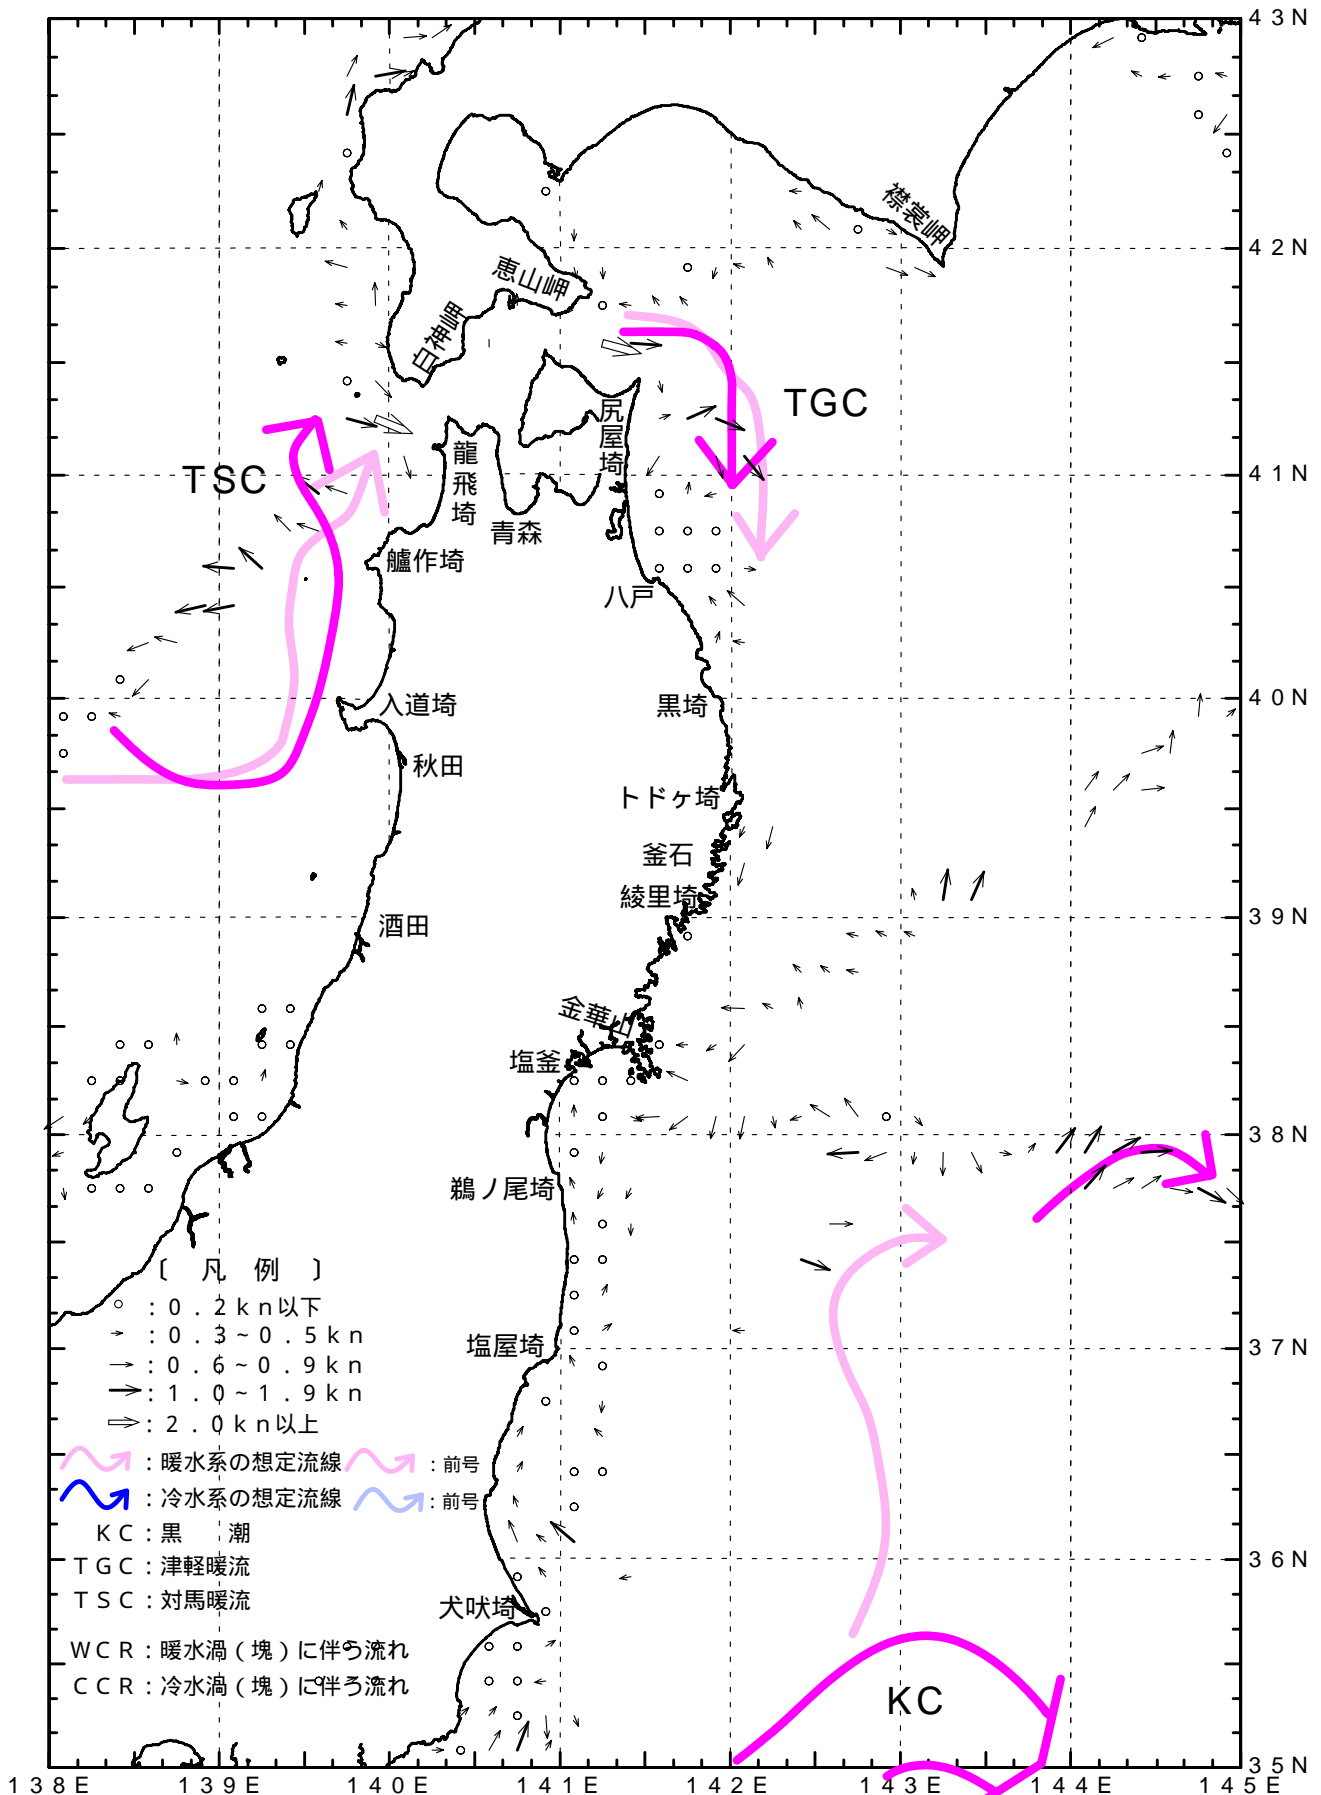 43N
襟裳岬
42N
恵山岬
白神岬
TGC
尻屋埼
龍飛埼
TSC
41N
青森
艫作埼
八戸
入道埼
黒埼
40N
秋田
トドヶ埼
釜石
綾里埼
39N
酒田
金華山
塩釜
38N
鵜ノ尾埼
〔 凡 例 〕
○ :0.2kn以下
:0.3~0.5kn
:0.6~0.9kn
:1.0~1.9kn
:2.0kn以上
塩屋埼
37N
:暖水系の想定流線 :前号
:冷水系の想定流線 :前号
KC:黒 潮
TGC:津軽暖流
TSC:対馬暖流
36N
犬吠埼
WCR:暖水渦(塊)に伴う流れ
CCR:冷水渦(塊)に伴う流れ
KC
35N
138E 139E 140E 141E 142E 143E 144E 145E